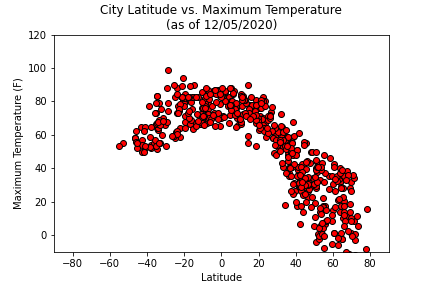 City Latitude vs. Maximum Temperature
(as of 12/05/2020)
120
100
80
60
40
20
0
Maximum Temperature (F)
−80 −60 −40 −20 0 20 40 60 80
Latitude